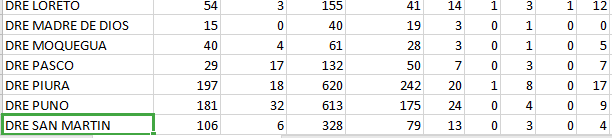 DRE LORETO 54 3 155 41 14 1 3 1 12
DRE MADRE DE DIOS 15 0 40 19 3 0 1 0 0
DRE MOQUEGUA 40 4 61 28 3 0 1 0 5
DRE PASCO 29 17 132 50 7 0 3 0 7
DRE PIURA 197 18 620 242 20 1 8 0 17
DRE PUNO 181 32 613 175 24 0 4 0 9
DRE SAN MARTIN 106 6 328 79 13 0 3 0 4